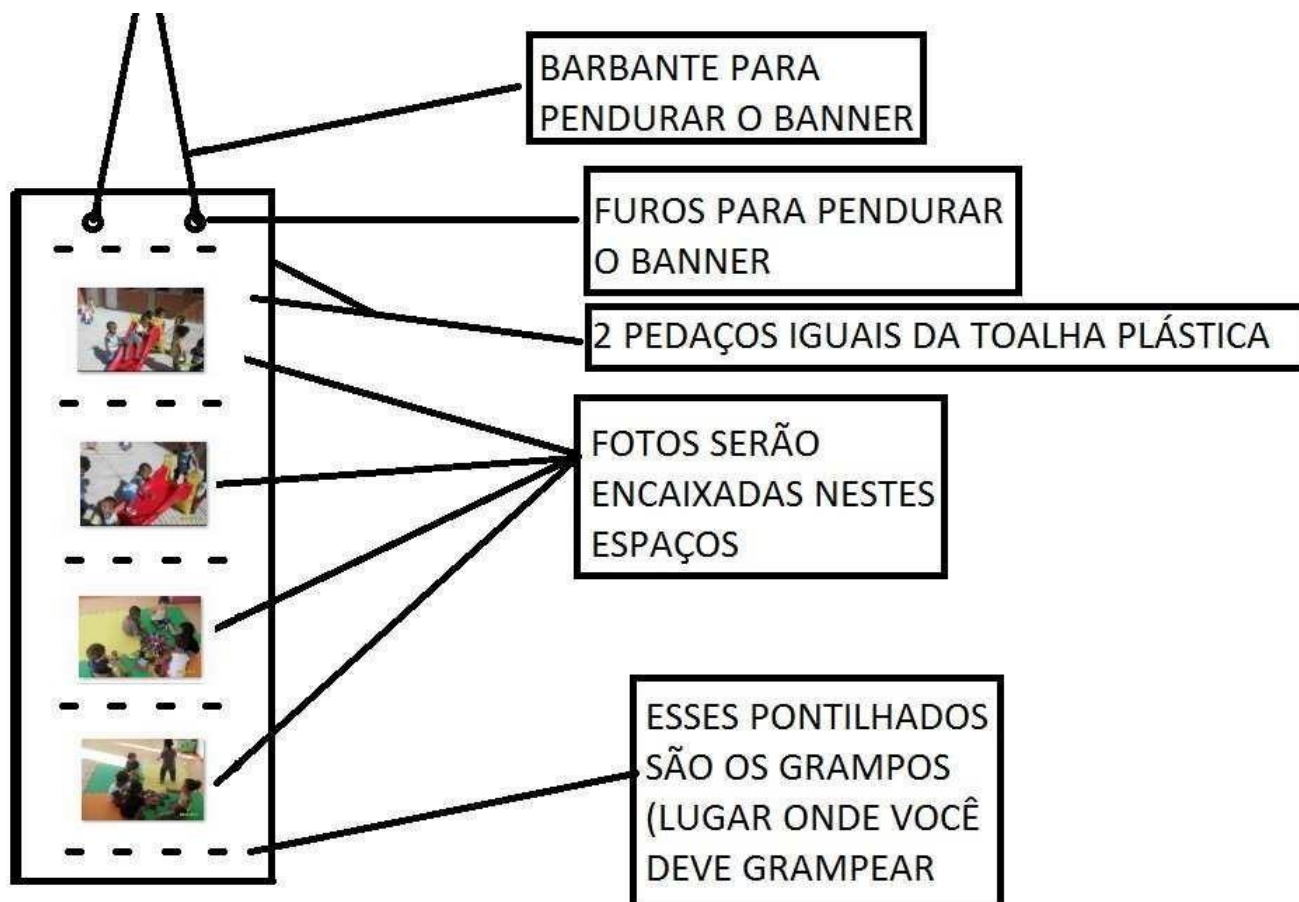 BARBANTE PARA
PENDURAR O BANNER
FUROS PARA PENDURAR
O BANNER
2 PEDAÇOS IGUAIS DA TOALHA PLÁSTICA
FOTOS SERÃO
ENCAIXADAS NESTES
ESPAÇOS
ESSES PONTILHADOS
SÃO OS GRAMPOS
(LUGAR ONDE VOCÊ
DEVE GRAMPEAR